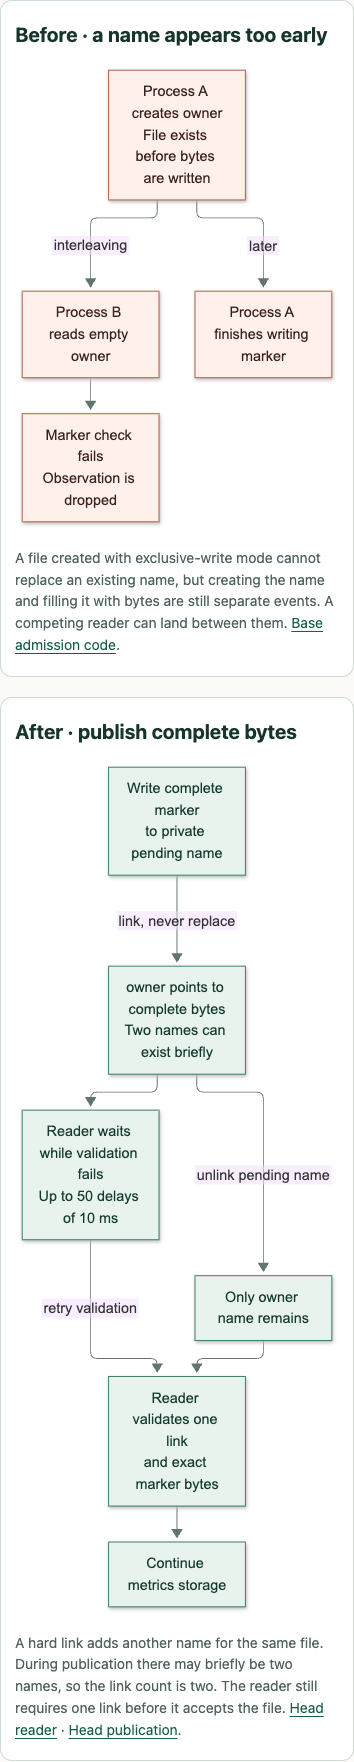 Before · a name appears too early
Process A
creates owner
File exists
before bytes
are written
interleaving
later
Process B
reads empty
owner
Process A
finishes writing
marker
Marker check
fails
Observation is
dropped
A file created with exclusive-write mode cannot
replace an existing name, but creating the name
and filling it with bytes are still separate events. A
competing reader can land between them. Base
admission code.
After · publish complete bytes
Write complete
marker
to private
pending name
link, never replace
owner points to
complete bytes
Two names can
exist briefly
Reader waits
while validation
fails
Up to 50 delays
of 10 ms
unlink pending name
Only owner
name remains
retry validation
Reader
validates one
link
and exact
marker bytes
Continue
metrics storage
A hard link adds another name for the same file.
During publication there may briefly be two
names, so the link count is two. The reader still
requires one link before it accepts the file. Head
reader · Head publication.